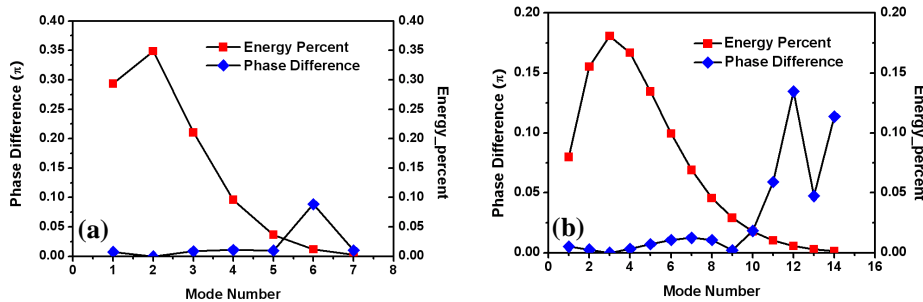 0.40
0.35
0.30
0.25
0.20
0.15
0.10
0.05
0.00
Phase Difference (π)
0.40
0.35
0.30
0.25
0.20
0.15
0.10
0.05
0.00
Energy_percent
Energy Percent
Phase Difference
(a)
0 1 2 3 4 5 6 7 8
Mode Number
0.20
0.15
0.10
0.05
0.00
Phase Difference (π)
0.20
0.15
0.10
0.05
0.00
Energy_percent
Energy Percent
Phase Difference
(b)
0 2 4 6 8 10 12 14 16
Mode Number